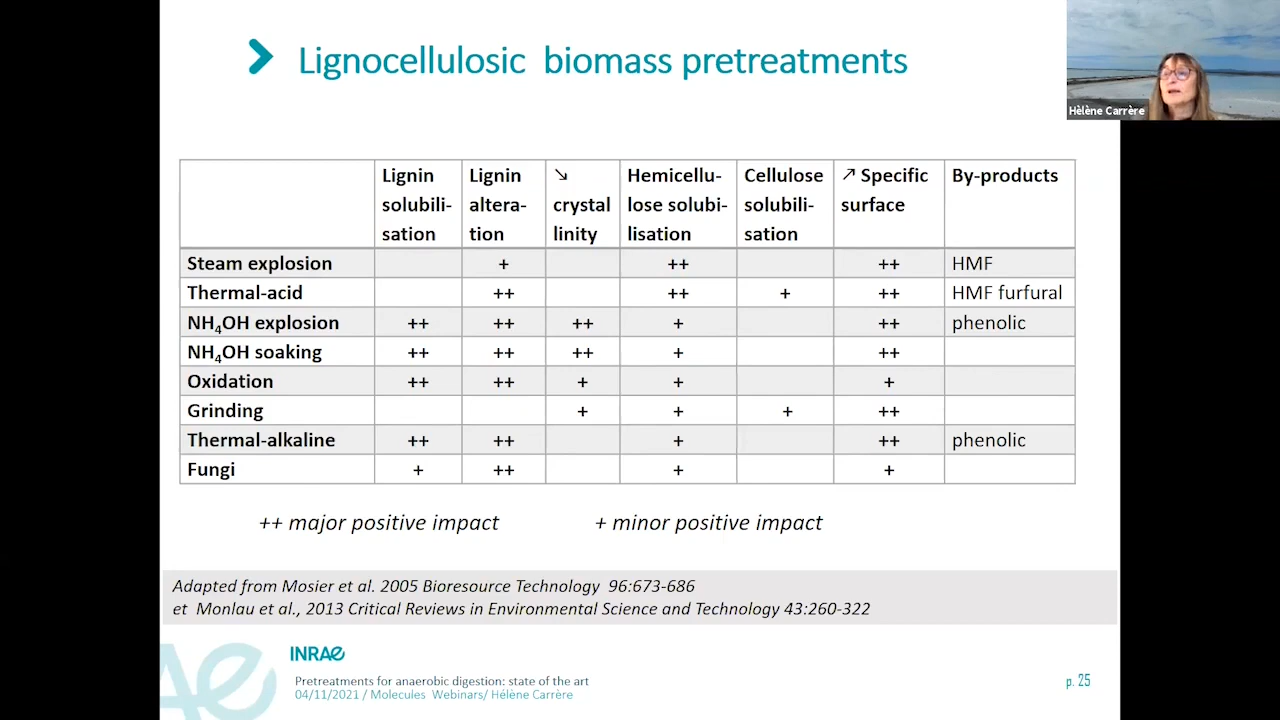 Lignocellulosic biomass pretreatments
Hélène Carrère
Lignin solubili-sation | Lignin altera-tion | ↘ crystal linity | Hemicellu-lose solubi-lisation | Cellulose solubili-sation | ↗ Specific surface | By-products
Steam explosion | | + | | ++ | | ++ | HMF
Thermal-acid | | ++ | | ++ | + | ++ | HMF furfural
NH4OH explosion | ++ | ++ | ++ | + | | ++ | phenolic
NH4OH soaking | ++ | ++ | ++ | + | | ++ |
Oxidation | ++ | ++ | + | + | | + |
Grinding | | | + | + | + | ++ |
Thermal-alkaline | ++ | ++ | | + | | ++ | phenolic
Fungi | + | ++ | | + | | + |
++ major positive impact + minor positive impact
Adapted from Mosier et al. 2005 Bioresource Technology 96:673-686
et Monlau et al., 2013 Critical Reviews in Environmental Science and Technology 43:260-322
INRAE
Pretreatments for anaerobic digestion: state of the art
04/11/2021 / Molecules Webinars/ Hélène Carrère
p. 25